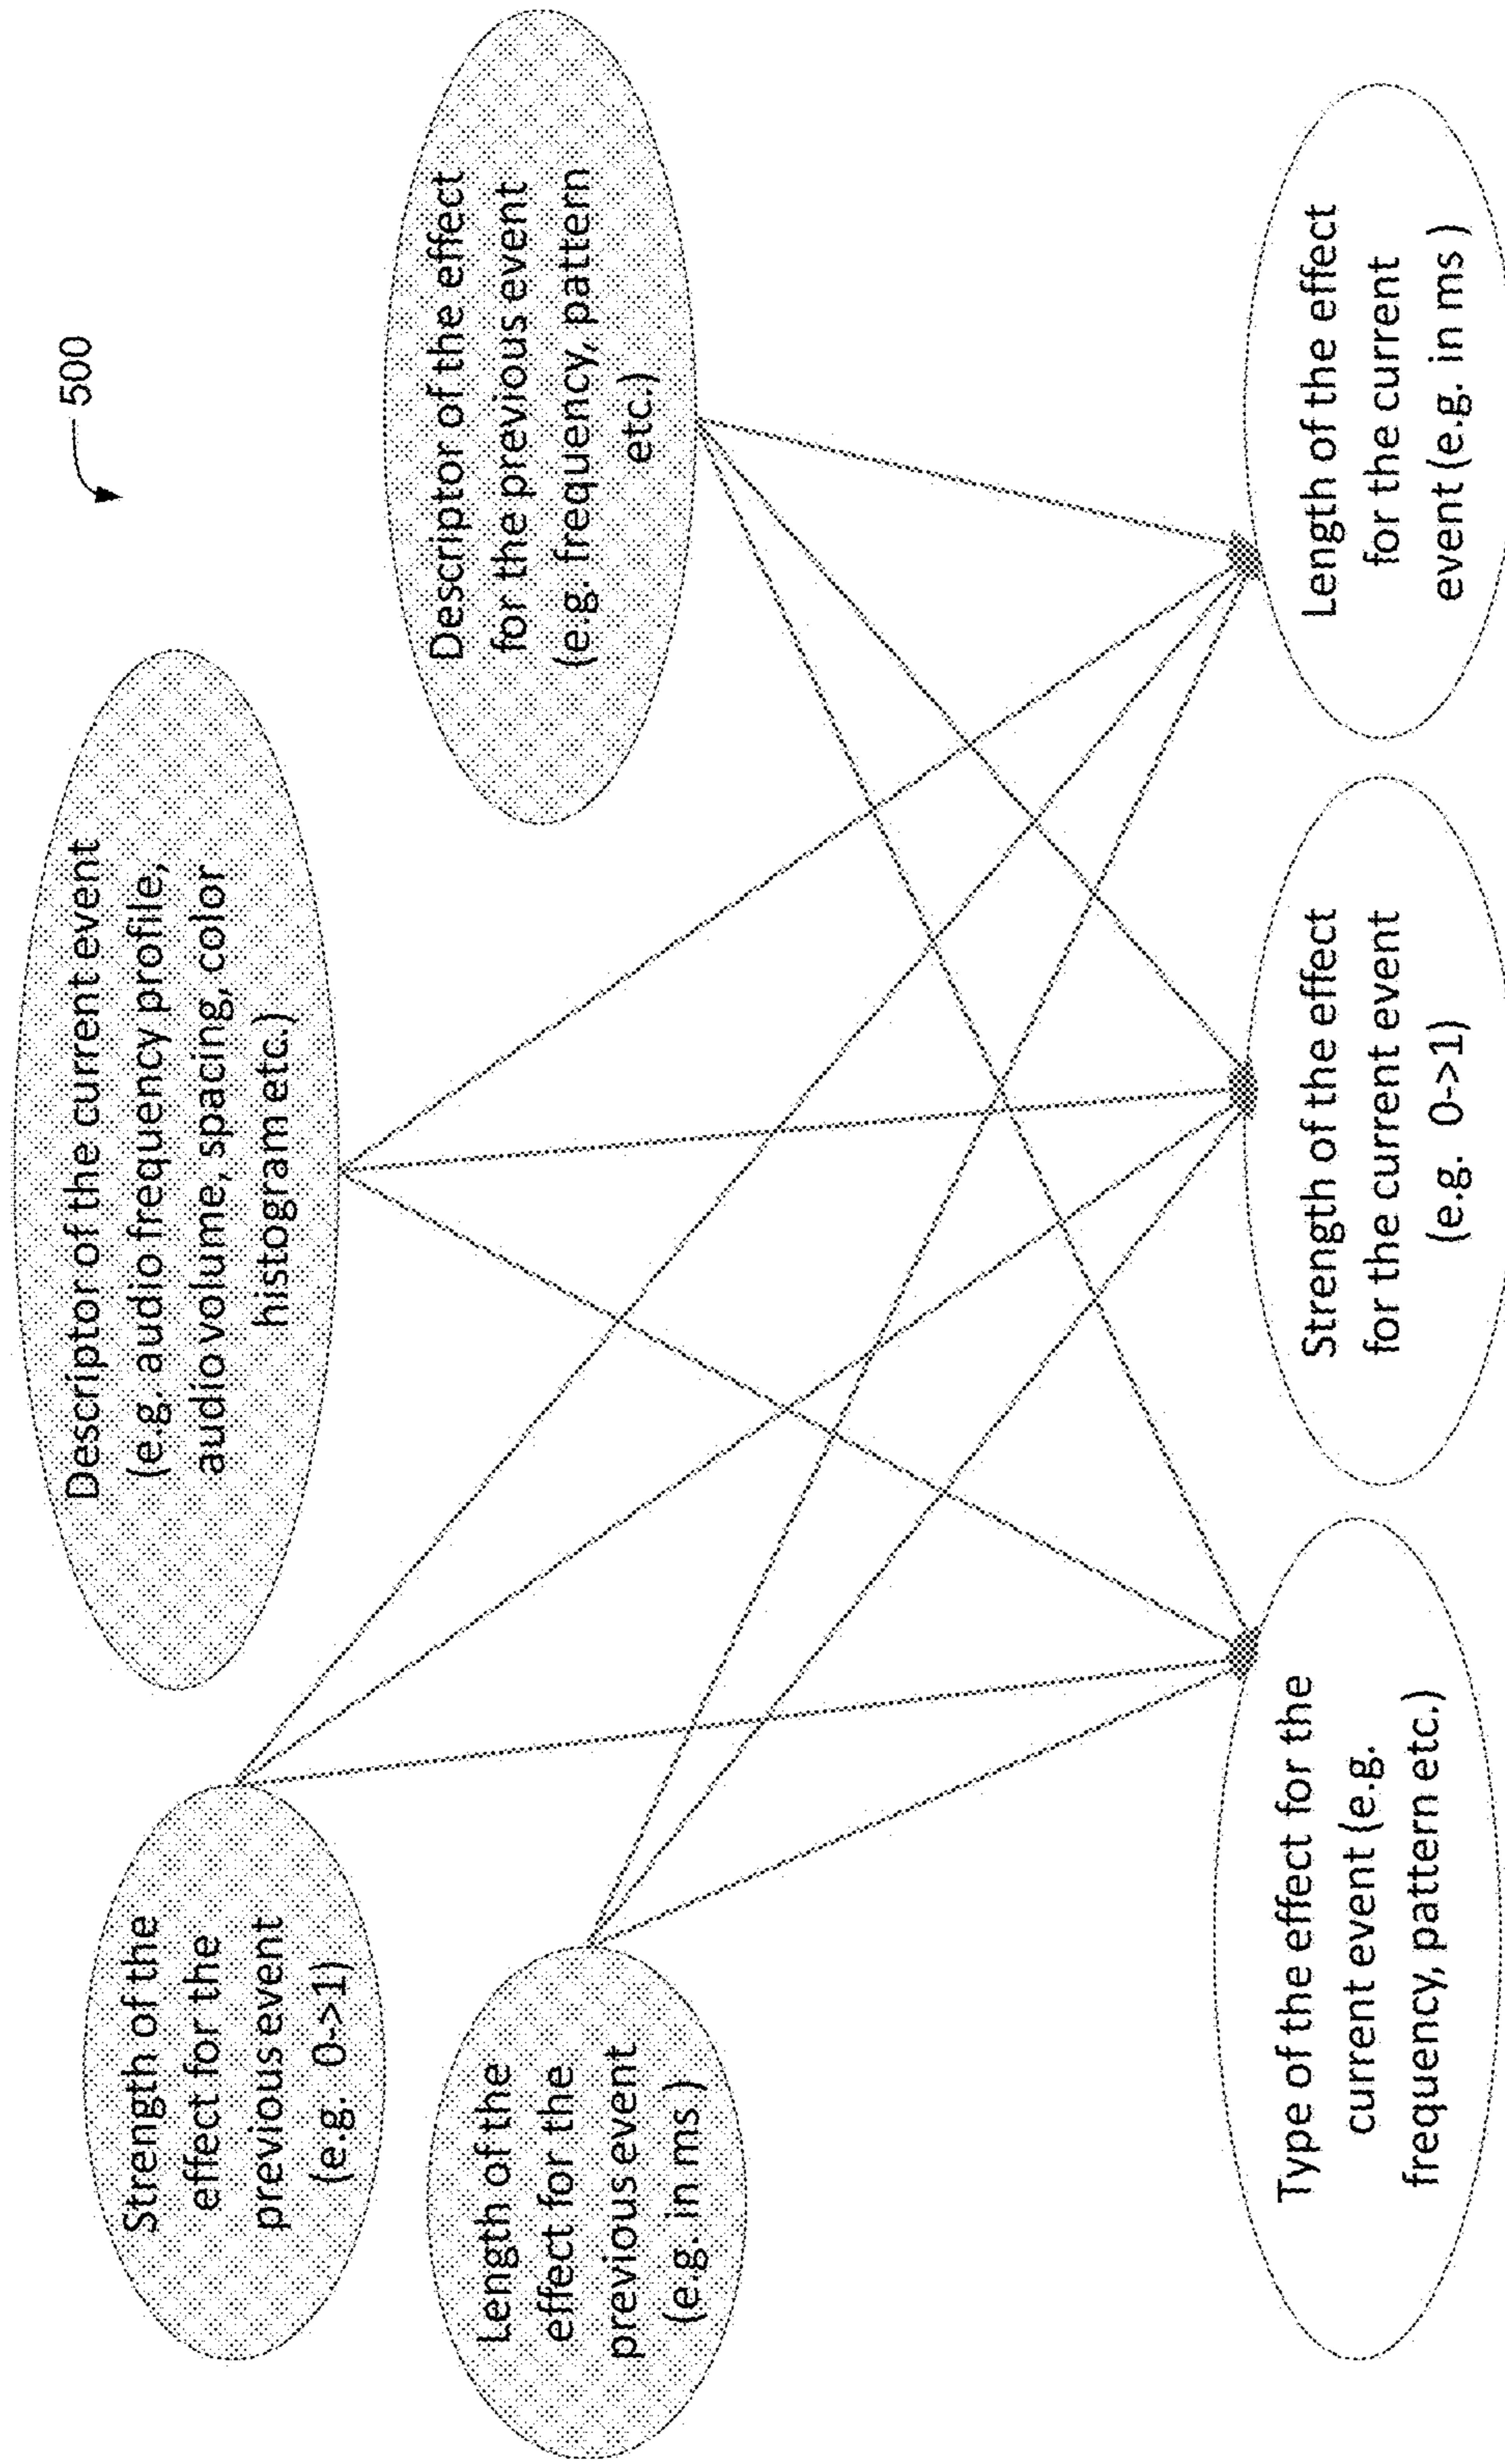 500
Strength of the
effect for the
previous event
(e.g. 0->1)
Descriptor of the current event
(e.g. audio frequency profile,
audio volume, spacing, color
histogram etc.)
Length of the
effect for the
previous event
(e.g. in ms )
Descriptor of the effect
for the previous event
(e.g. frequency, pattern
etc.)
Type of the effect for the
current event (e.g.
frequency, pattern etc.)
Strength of the effect
for the current event
(e.g. 0->1)
Length of the effect
for the current
event (e.g. in ms )